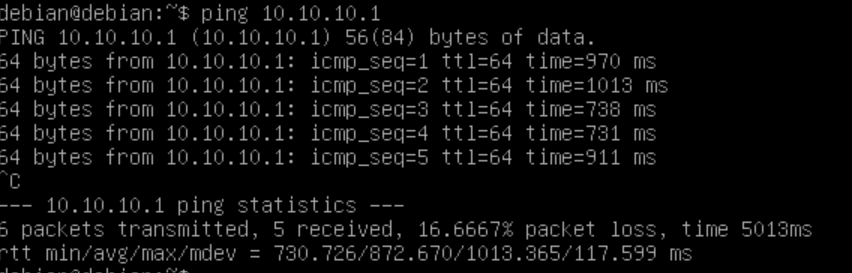 debian@debian:~$ ping 10.10.10.1
PING 10.10.10.1 (10.10.10.1) 56(84) bytes of data.
64 bytes from 10.10.10.1: icmp_seq=1 ttl=64 time=970 ms
64 bytes from 10.10.10.1: icmp_seq=2 ttl=64 time=1013 ms
64 bytes from 10.10.10.1: icmp_seq=3 ttl=64 time=738 ms
64 bytes from 10.10.10.1: icmp_seq=4 ttl=64 time=731 ms
64 bytes from 10.10.10.1: icmp_seq=5 ttl=64 time=911 ms
^C
--- 10.10.10.1 ping statistics ---
6 packets transmitted, 5 received, 16.6667% packet loss, time 5013ms
rtt min/avg/max/mdev = 730.726/872.670/1013.365/117.599 ms
debian@debian:~$